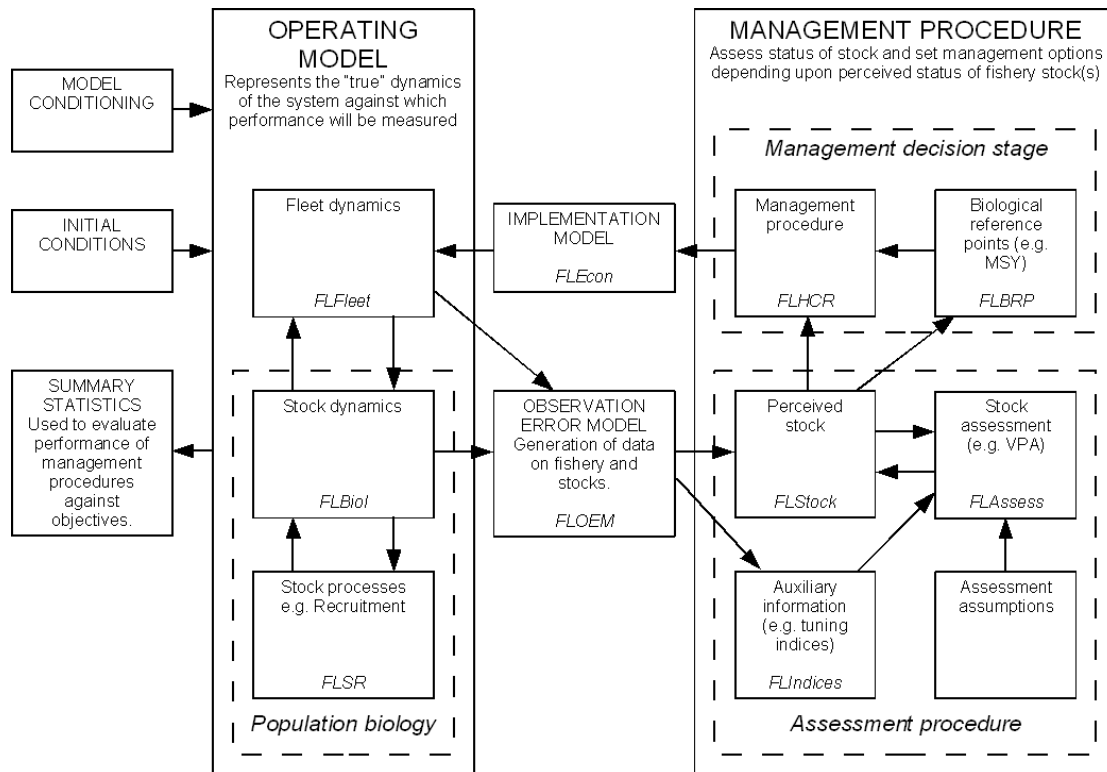 OPERATING
MODEL
Represents the "true" dynamics
of the system against which
performance will be measured
MANAGEMENT PROCEDURE
Assess status of stock and set management options
depending upon perceived status of fishery stock(s)
MODEL
CONDITIONING
INITIAL
CONDITIONS
SUMMARY
STATISTICS
Used to evaluate
performance of
management
procedures
against
objectives.
Fleet dynamics
FLFleet
Stock dynamics
FLBiol
Stock processes
e.g. Recruitment
FLSR
Population biology
IMPLEMENTATION
MODEL
FLEcon
OBSERVATION
ERROR MODEL
Generation of data
on fishery and
stocks.
FLOEM
Management decision stage
Management
procedure
FLHCR
Biological
reference
points (e.g.
MSY)
FLBRP
Perceived
stock
FLStock
Stock
assessment
(e.g. VPA)
FLAssess
Auxiliary
information
(e.g. tuning
indices)
FLIndices
Assessment
assumptions
Assessment procedure